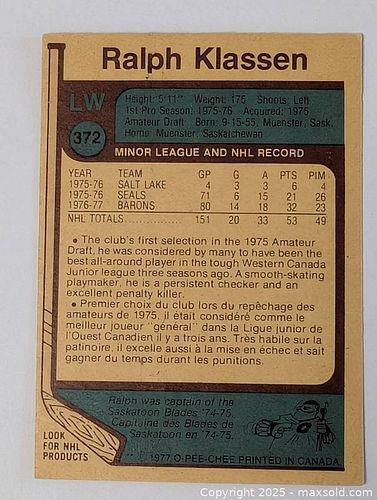 Ralph Klassen
LW
372
Height: 5'11" Weight: 175 Shoots: Left
1st Pro Season: 1975-76 Acquired: 1975
Amateur Draft Born: 9-15-55, Muenster, Sask.
Home: Muenster, Saskatchewan
MINOR LEAGUE AND NHL RECORD
YEAR TEAM GP G A PTS PIM
1975-76 SALT LAKE 4 3 3 6 4
1975-76 SEALS 71 6 15 21 26
1976-77 BARONS 80 14 18 32 23
NHL TOTALS 151 20 33 53 49
• The club's first selection in the 1975 Amateur
Draft, he was considered by many to have been the
best all-around player in the tough Western Canada
Junior league three seasons ago. A smooth-skating
playmaker, he is a persistent checker and an
excellent penalty killer.
• Premier choix du club lors du repêchage des
amateurs de 1975, il était considéré comme le
meilleur joueur "général" dans la Ligue junior de
l'Ouest Canadien il y a trois ans. Très habile sur la
patinoire, il excelle aussi à la mise en échec et sait
gagner du temps durant les punitions.
Ralph was captain of the
Saskatoon Blades '74-75.
Capitaine des Blades de
Saskatoon en '74-75.
LOOK
FOR NHL
PRODUCTS
1977 O-PEE-CHEE PRINTED IN CANADA
Copyright © 2025 - maxsold.com